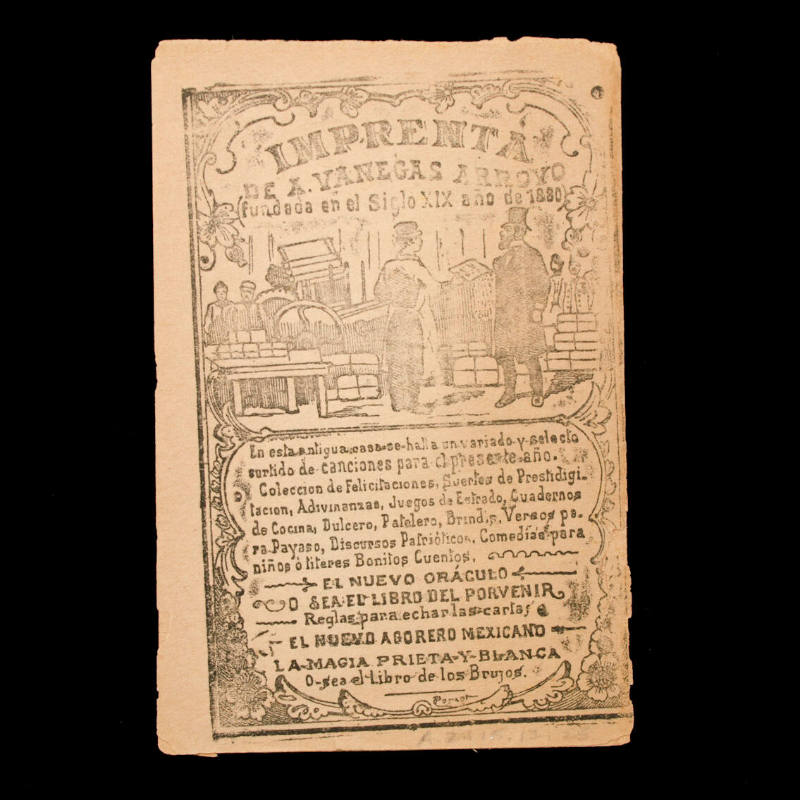 IMPRENTA
DE A. VANEGAS ARROYO
(fundada en el Siglo XIX año de 1880)
En esta antigua casa se halla un variado y selecto
surtido de canciones para el presente año.
Coleccion de Felicitaciones, Suertes de Prestidigi-
tacion, Adivinanzas, Juegos de Estrado, Cuadernos
de Cocina, Dulcero, Pastelero, Brindis, Versos pa-
ra Payaso, Discursos Patrióticos, Comedias para
niños ó titeres Bonitos Cuentos.
EL NUEVO ORÁCULO
O SEA EL LIBRO DEL PORVENIR
Reglas para echar las cartas
EL NUEVO AGORERO MEXICANO
LA MAGIA PRIETA Y BLANCA
O sea el Libro de los Brujos.